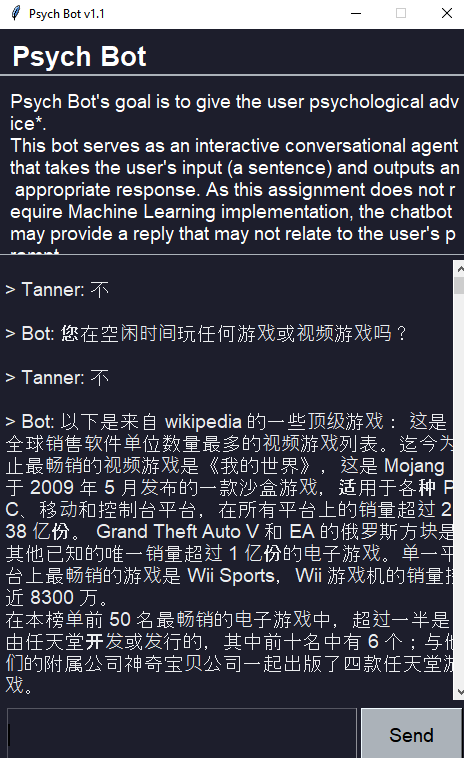 Psych Bot v1.1
Psych Bot
Psych Bot's goal is to give the user psychological adv
ice*.
This bot serves as an interactive conversational agent
that takes the user's input (a sentence) and outputs an
appropriate response. As this assignment does not r
equire Machine Learning implementation, the chatbot
may provide a reply that may not relate to the user's p
> Tanner: 不
> Bot: 您在空闲时间玩任何游戏或视频游戏吗？
> Tanner: 不
> Bot: 以下是来自 wikipedia 的一些顶级游戏： 这是
全球销售软件单位数量最多的视频游戏列表。迄今为
止最畅销的视频游戏是《我的世界》，这是 Mojang
于 2009 年 5 月发布的一款沙盒游戏，适用于各种 P
C、移动和控制台平台，在所有平台上的销量超过 2
38 亿份。 Grand Theft Auto V 和 EA 的俄罗斯方块是
其他已知的唯一销量超过 1 亿份的电子游戏。单一平
台上最畅销的游戏是 Wii Sports，Wii 游戏机的销量接
近 8300 万。
在本榜单前 50 名最畅销的电子游戏中，超过一半是
由任天堂开发或发行的，其中前十名中有 6 个；与他
们的附属公司神奇宝贝公司一起出版了四款任天堂游
戏。
Send